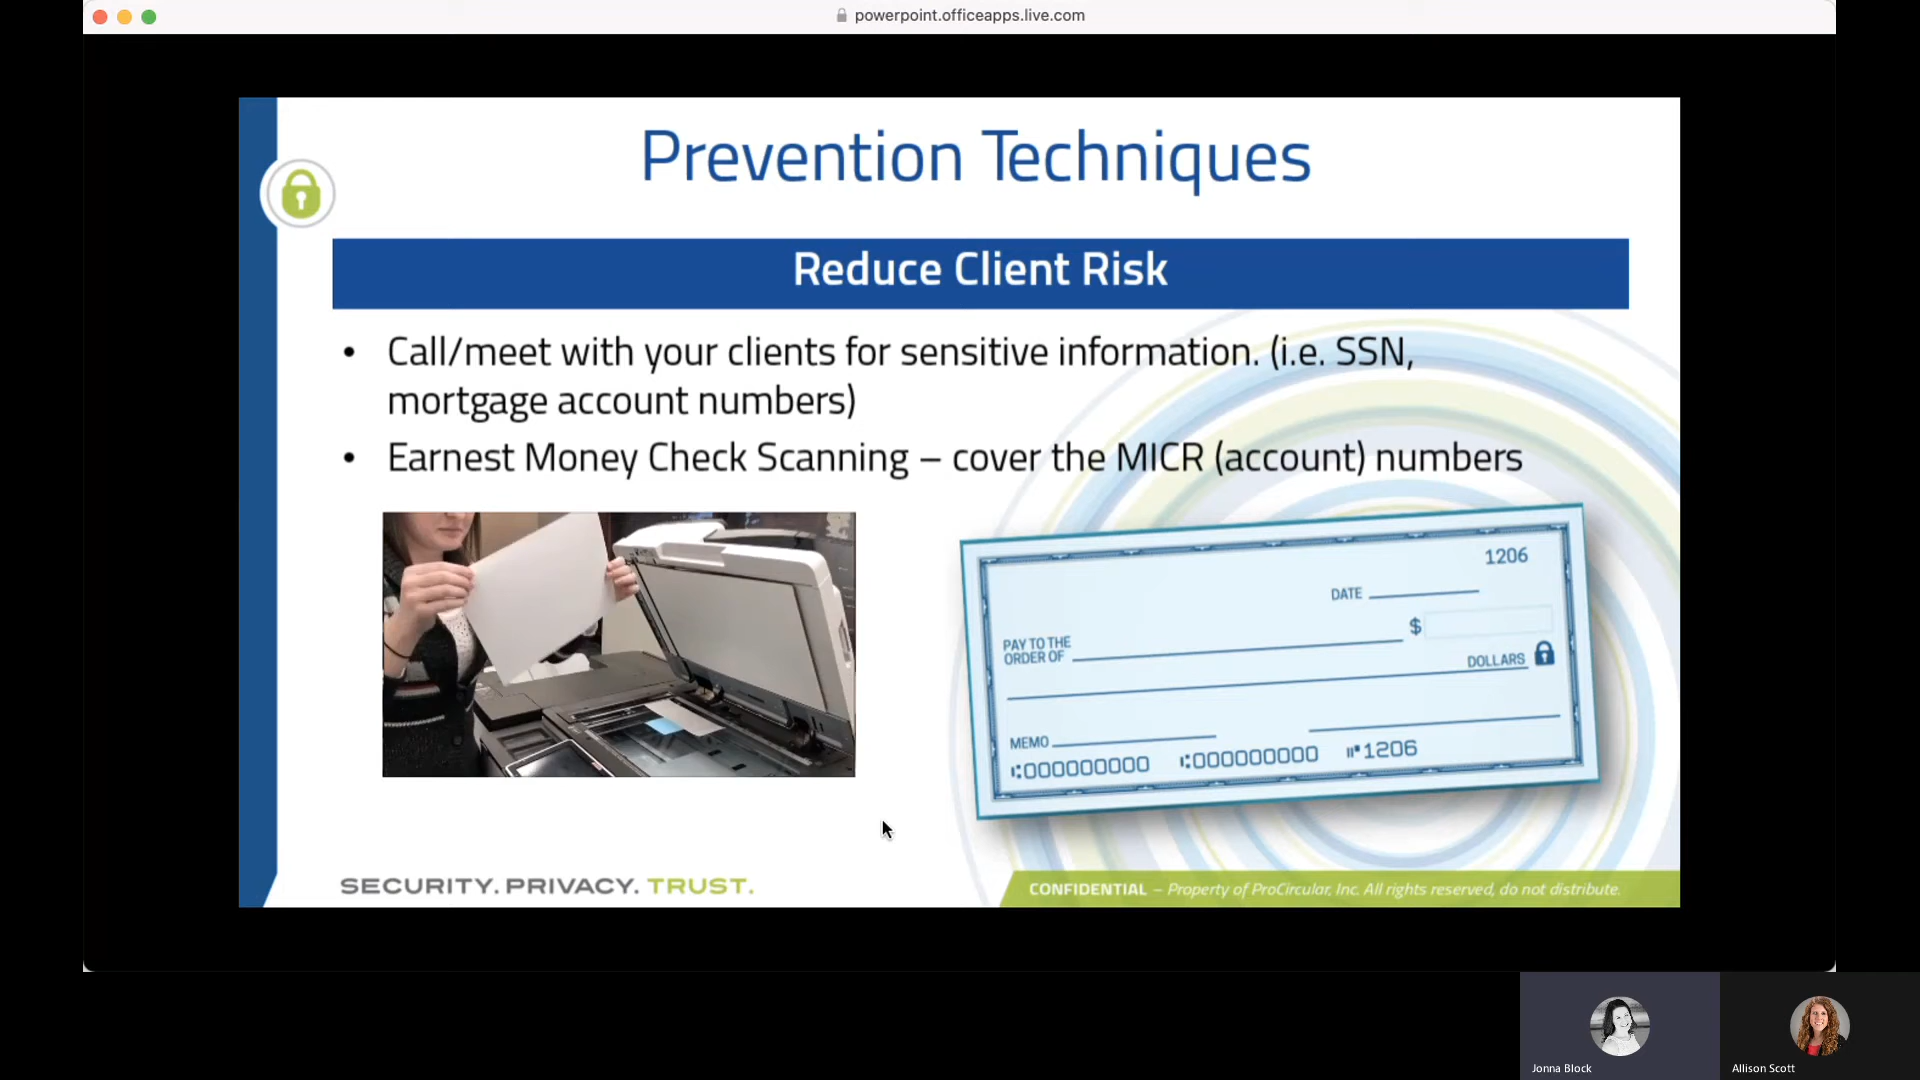 powerpoint.officeapps.live.com
Prevention Techniques
Reduce Client Risk
• Call/meet with your clients for sensitive information. (i.e. SSN,
mortgage account numbers)
• Earnest Money Check Scanning – cover the MICR (account) numbers
1206
DATE
PAY TO THE
ORDER OF
$
DOLLARS
MEMO
⑆000000000 ⑆000000000 ⑈1206
SECURITY. PRIVACY. TRUST.
CONFIDENTIAL – Property of ProCircular, Inc. All rights reserved, do not distribute.
Jonna Block
Allison Scott